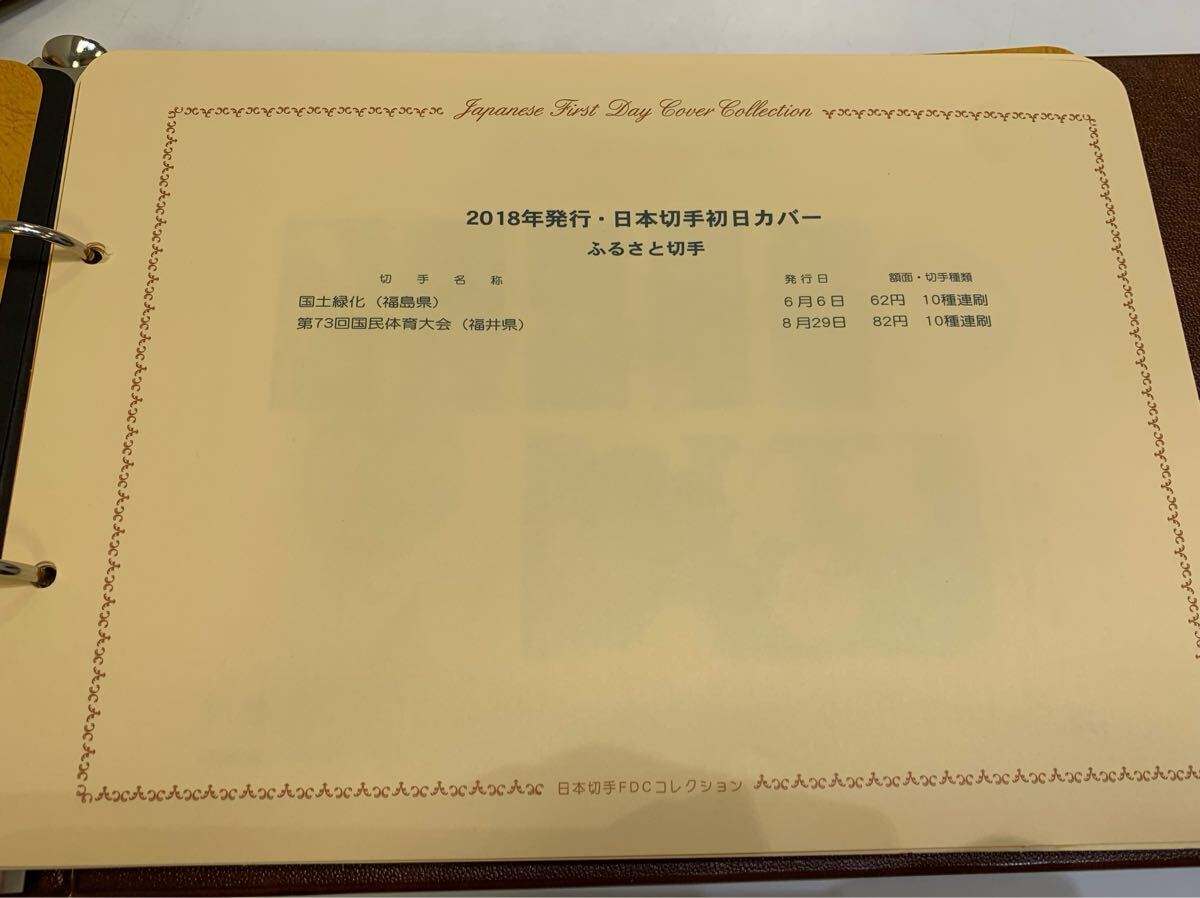 Japanese First Day Cover Collection
2018年発行・日本切手初日カバー
ふるさと切手
切手名称 発行日 額面・切手種類
国土緑化（福島県） 6月6日 62円 10種連刷
第73回国民体育大会（福井県） 8月29日 82円 10種連刷
日本切手FDCコレクション